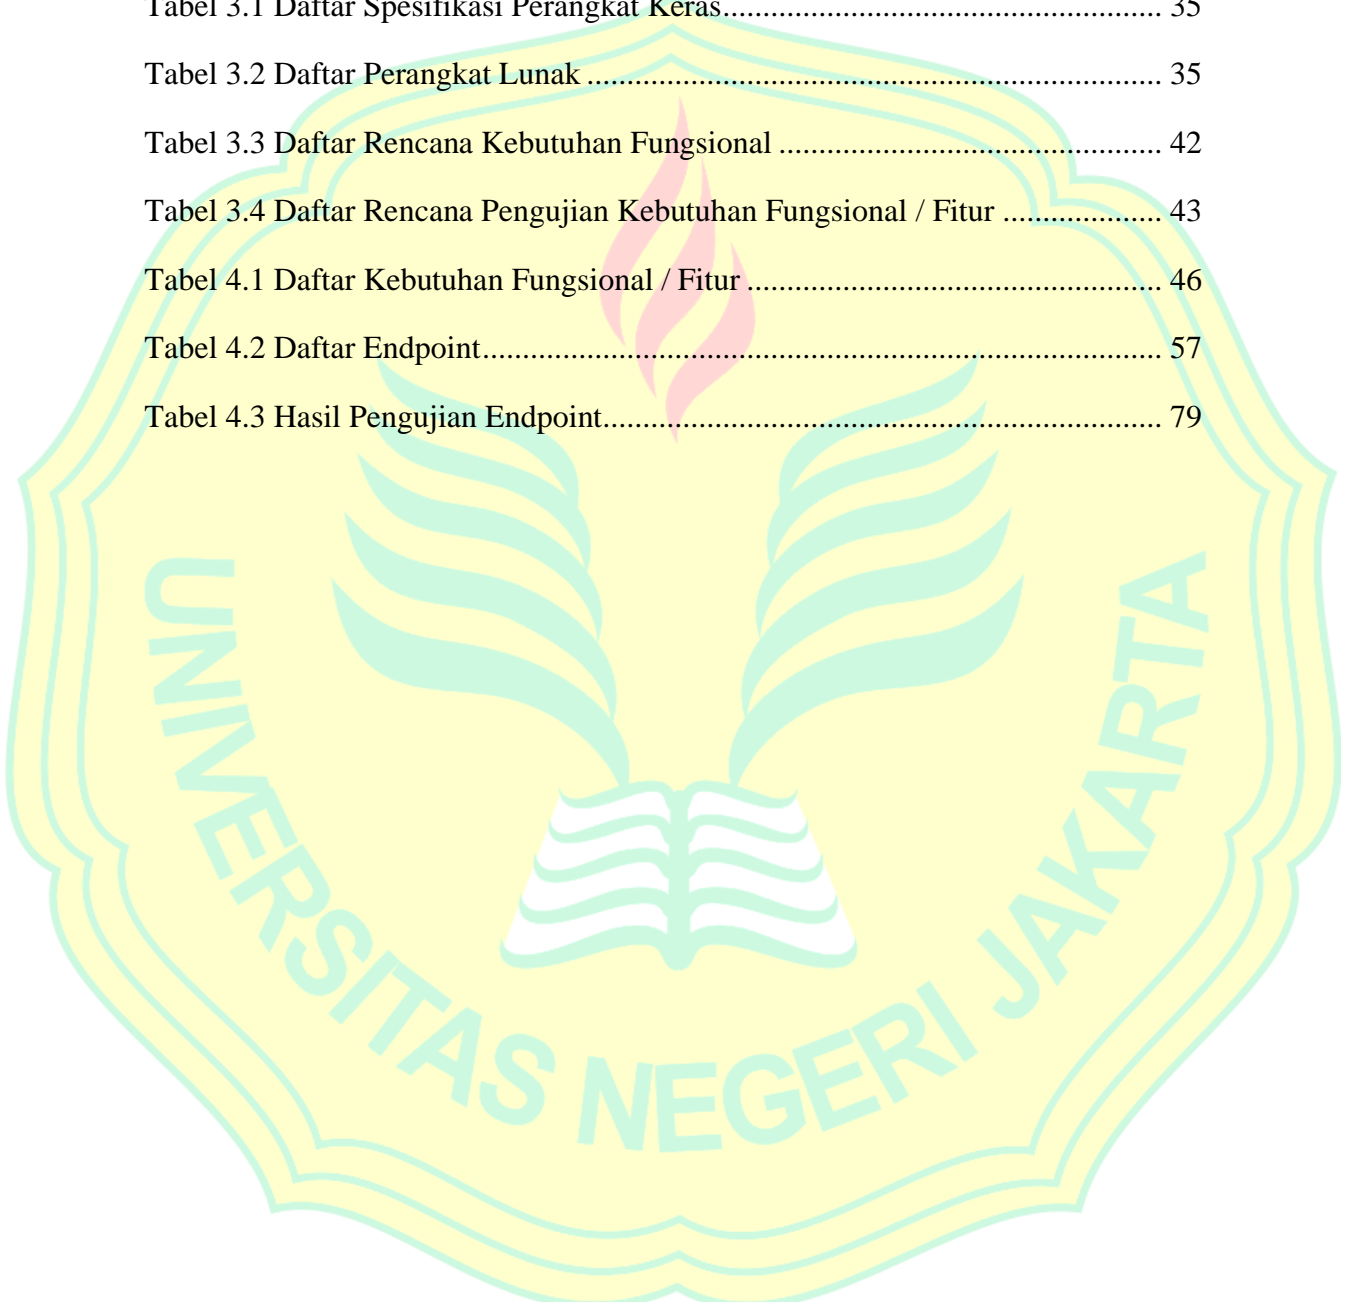 Tabel 3.1 Daftar Spesifikasi Perangkat Keras....................................................... 35
Tabel 3.2 Daftar Perangkat Lunak ........................................................................ 35
Tabel 3.3 Daftar Rencana Kebutuhan Fungsional ................................................ 42
Tabel 3.4 Daftar Rencana Pengujian Kebutuhan Fungsional / Fitur .................... 43
Tabel 4.1 Daftar Kebutuhan Fungsional / Fitur .................................................... 46
Tabel 4.2 Daftar Endpoint..................................................................................... 57
Tabel 4.3 Hasil Pengujian Endpoint...................................................................... 79
UNIVERSITAS NEGERI JAKARTA